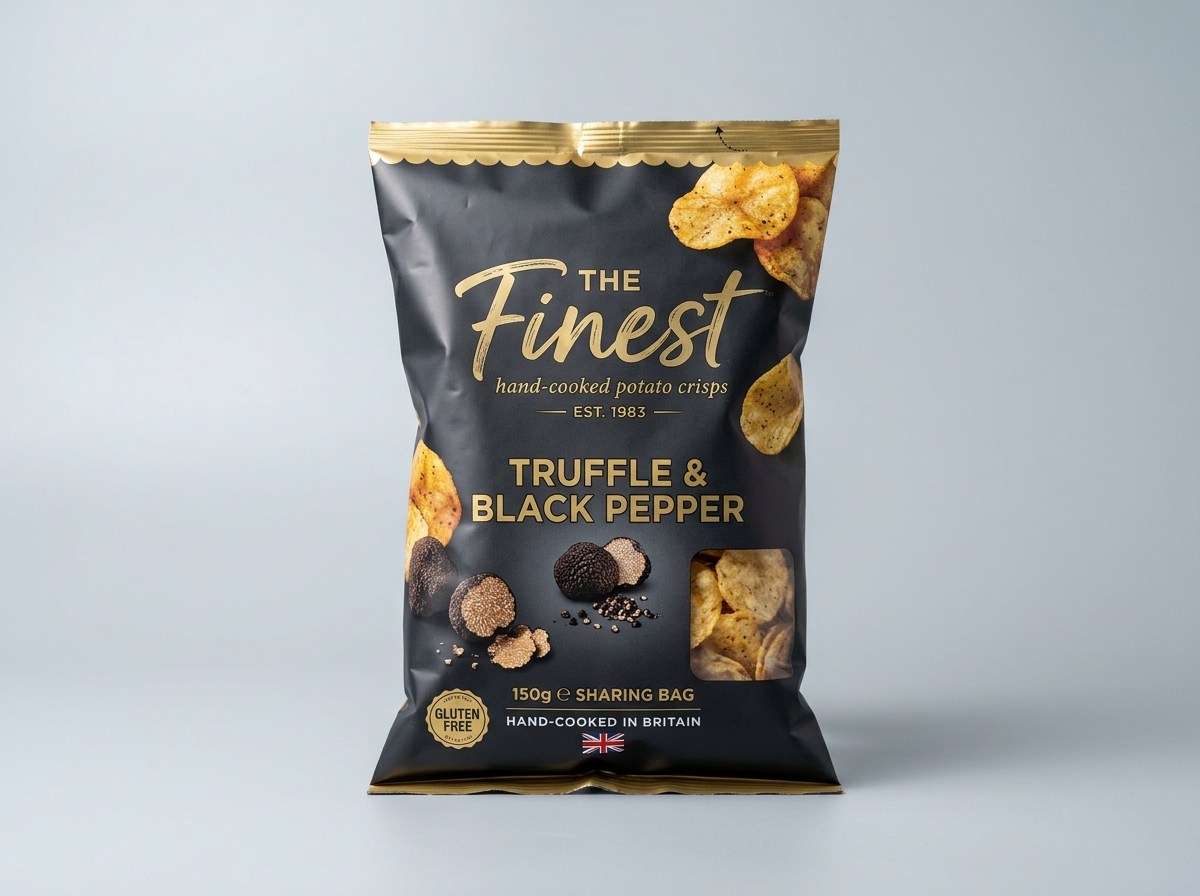 THE
Finest
hand-cooked potato crisps
EST. 1983
TRUFFLE &
BLACK PEPPER
150g ℮ SHARING BAG
HAND-COOKED IN BRITAIN
GLUTEN
FREE